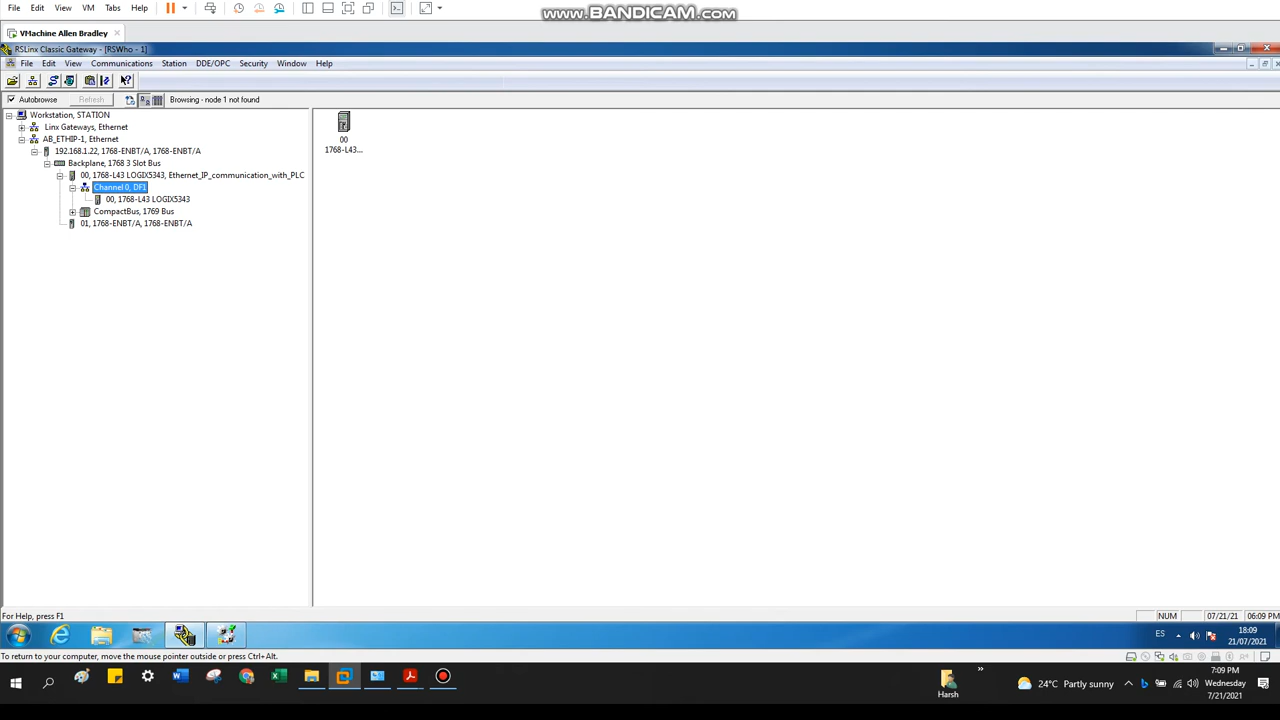 File Edit View VM Tabs Help
www.BANDICAM.com
VMachine Allen Bradley
RSLinx Classic Gateway - [RSWho - 1]
File Edit View Communications Station DDE/OPC Security Window Help
Autobrowse Refresh Browsing - node 1 not found
Workstation, STATION
Linx Gateways, Ethernet
AB_ETHIP-1, Ethernet
192.168.1.22, 1768-ENBT/A, 1768-ENBT/A
Backplane, 1768 3 Slot Bus
00, 1768-L43 LOGIX5343, Ethernet_IP_communication_with_PLC
Channel 0, DF1
00, 1768-L43 LOGIX5343
CompactBus, 1769 Bus
01, 1768-ENBT/A, 1768-ENBT/A
00
1768-L43...
For Help, press F1
NUM 07/21/21 06:09 PM
ES 18:09
21/07/2021
To return to your computer, move the mouse pointer outside or press Ctrl+Alt.
Harsh
24°C Partly sunny
7:09 PM
Wednesday
7/21/2021